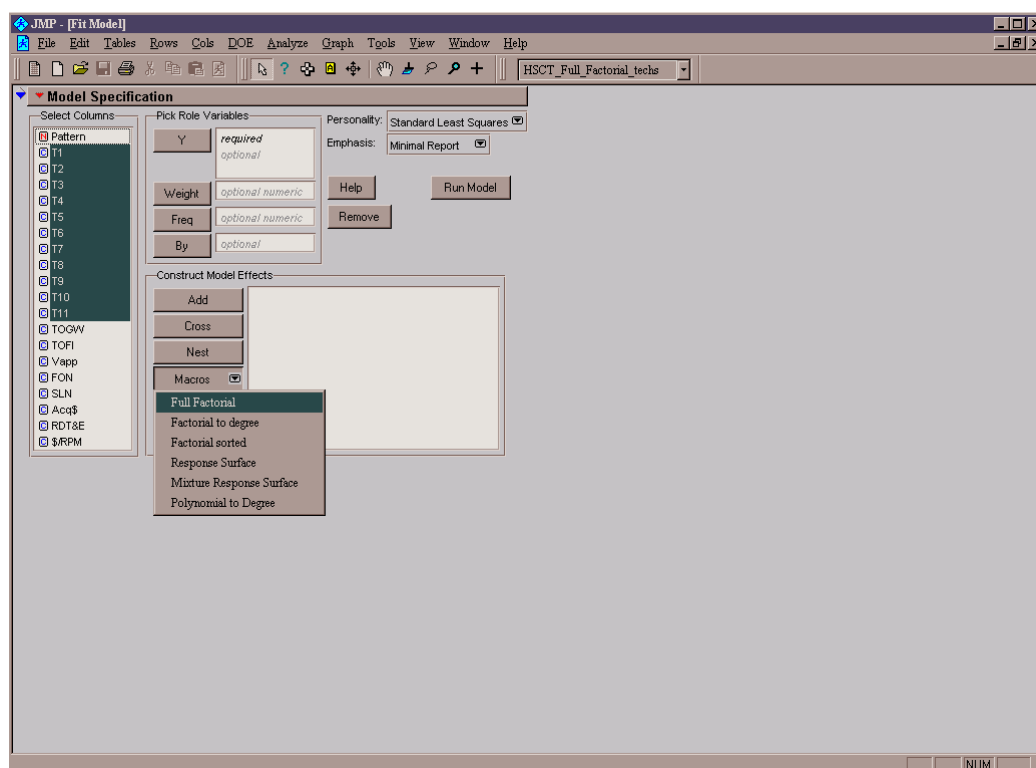 JMP - [Fit Model]
File Edit Tables Rows Cols DOE Analyze Graph Tools View Window Help
HSCT_Full_Factorial_techs
Model Specification
Select Columns
Pattern
T1
T2
T3
T4
T5
T6
T7
T8
T9
T10
T11
TOGW
TOFI
Vapp
FON
SLN
Acq$
RDT&E
$/RPM
Pick Role Variables
Y required
optional
Weight optional numeric
Freq optional numeric
By optional
Personality: Standard Least Squares
Emphasis: Minimal Report
Help Run Model
Remove
Construct Model Effects
Add
Cross
Nest
Macros
Full Factorial
Factorial to degree
Factorial sorted
Response Surface
Mixture Response Surface
Polynomial to Degree
NUM